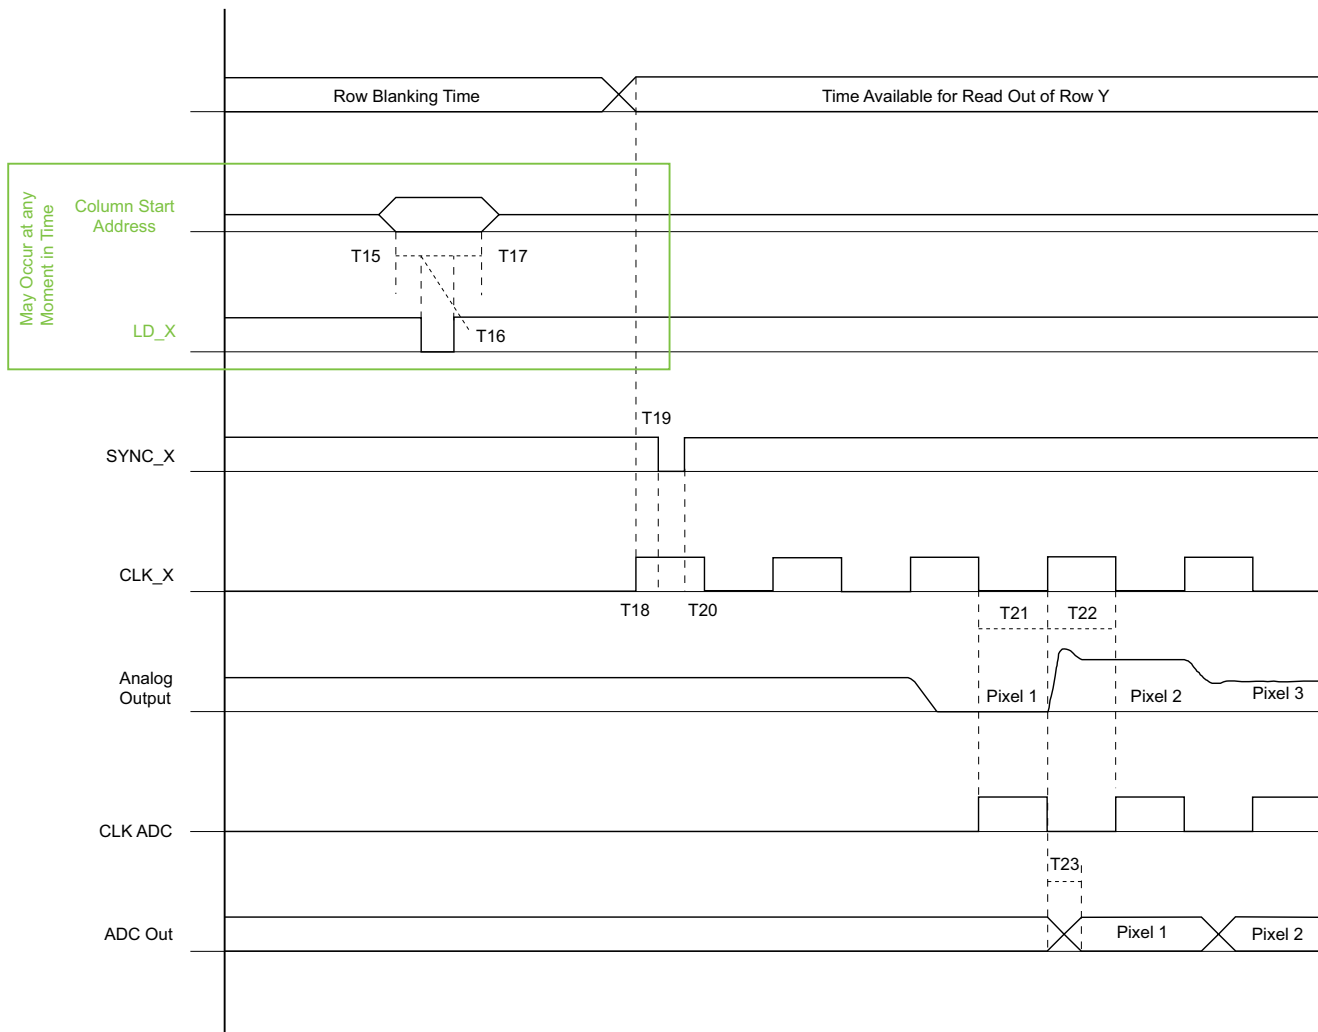 Row Blanking Time
Time Available for Read Out of Row Y
May Occur at any
Moment in Time
Column Start
Address
T15
T17
LD_X
T16
T19
SYNC_X
CLK_X
T18
T20
T21
T22
Analog
Output
Pixel 1
Pixel 2
Pixel 3
CLK ADC
T23
ADC Out
Pixel 1
Pixel 2